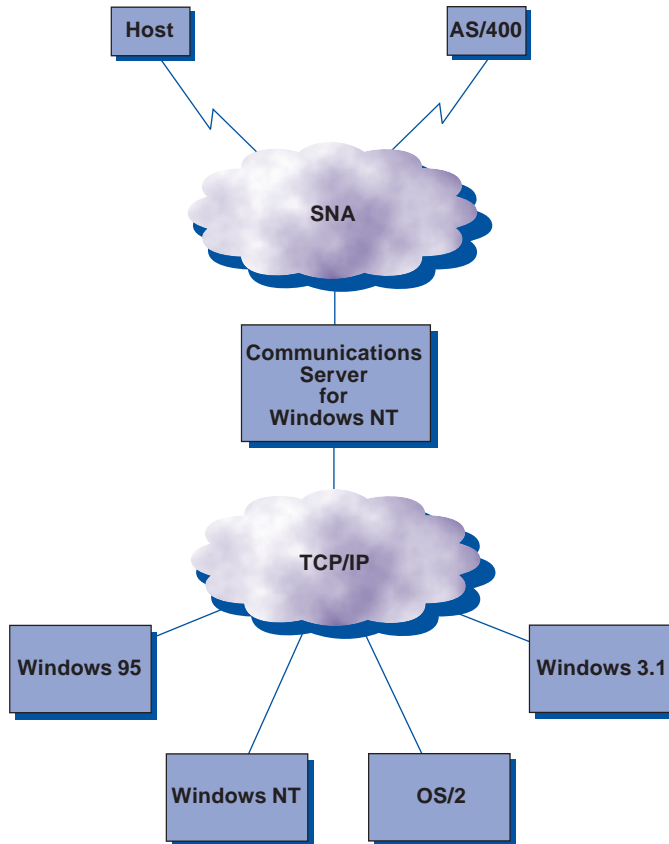 Host
AS/400
SNA
Communications
Server
for
Windows NT
TCP/IP
Windows 95
Windows 3.1
Windows NT
OS/2